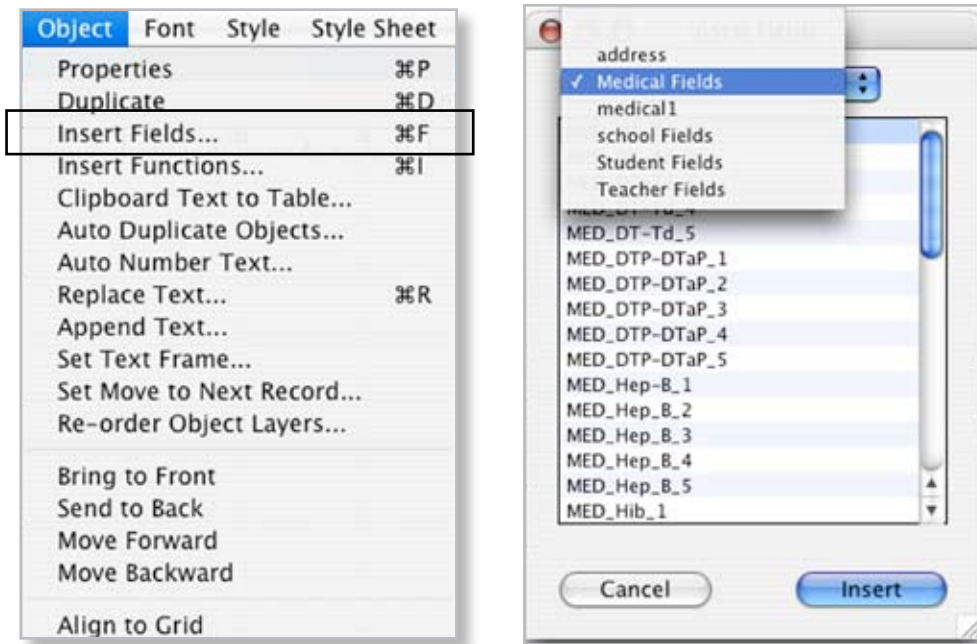 Object Font Style Style Sheet
Properties ⌘P
Duplicate ⌘D
Insert Fields... ⌘F
Insert Functions... ⌘I
Clipboard Text to Table...
Auto Duplicate Objects...
Auto Number Text...
Replace Text... ⌘R
Append Text...
Set Text Frame...
Set Move to Next Record...
Re-order Object Layers...
Bring to Front
Send to Back
Move Forward
Move Backward
Align to Grid
address
✓ Medical Fields
medical1
school Fields
Student Fields
Teacher Fields
MED_DT-Td_4
MED_DT-Td_5
MED_DTP-DTaP_1
MED_DTP-DTaP_2
MED_DTP-DTaP_3
MED_DTP-DTaP_4
MED_DTP-DTaP_5
MED_Hep-B_1
MED_Hep_B_2
MED_Hep_B_3
MED_Hep_B_4
MED_Hep_B_5
MED_Hib_1
Cancel Insert